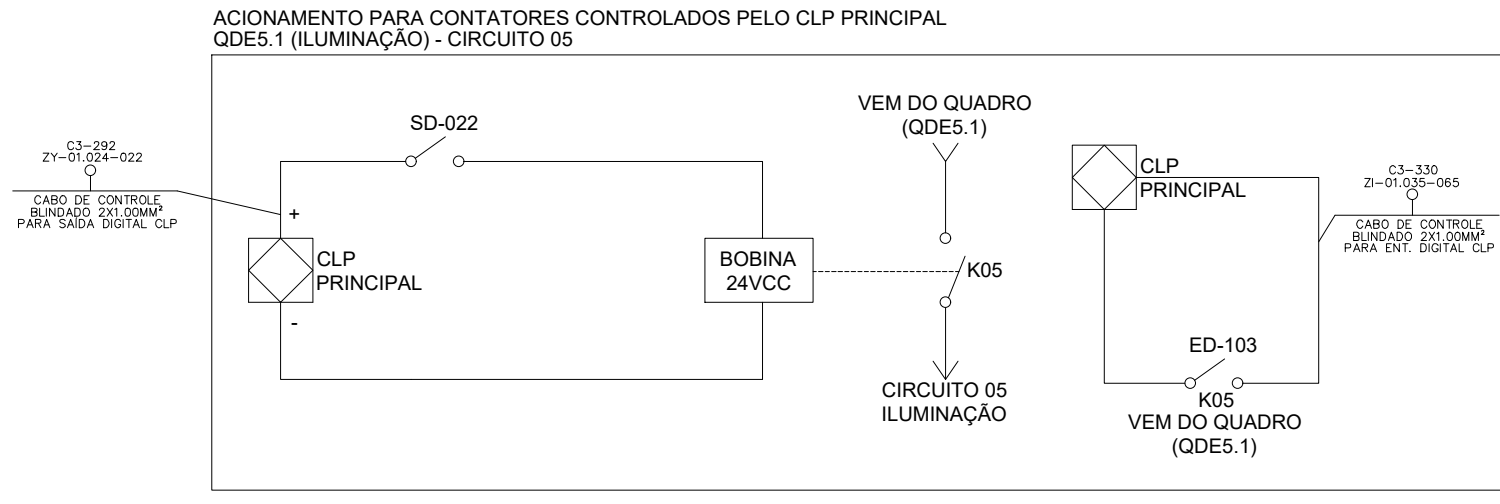 ACIONAMENTO PARA CONTATORES CONTROLADOS PELO CLP PRINCIPAL
QDE5.1 (ILUMINAÇÃO) - CIRCUITO 05
C3-292
ZY-01.024-022
CABO DE CONTROLE
BLINDADO 2X1.00MM²
PARA SAÍDA DIGITAL CLP
SD-022
+
CLP
PRINCIPAL
-
BOBINA
24VCC
VEM DO QUADRO
(QDE5.1)
K05
CIRCUITO 05
ILUMINAÇÃO
CLP
PRINCIPAL
C3-330
ZI-01.035-065
CABO DE CONTROLE
BLINDADO 2X1.00MM²
PARA ENT. DIGITAL CLP
ED-103
K05
VEM DO QUADRO
(QDE5.1)